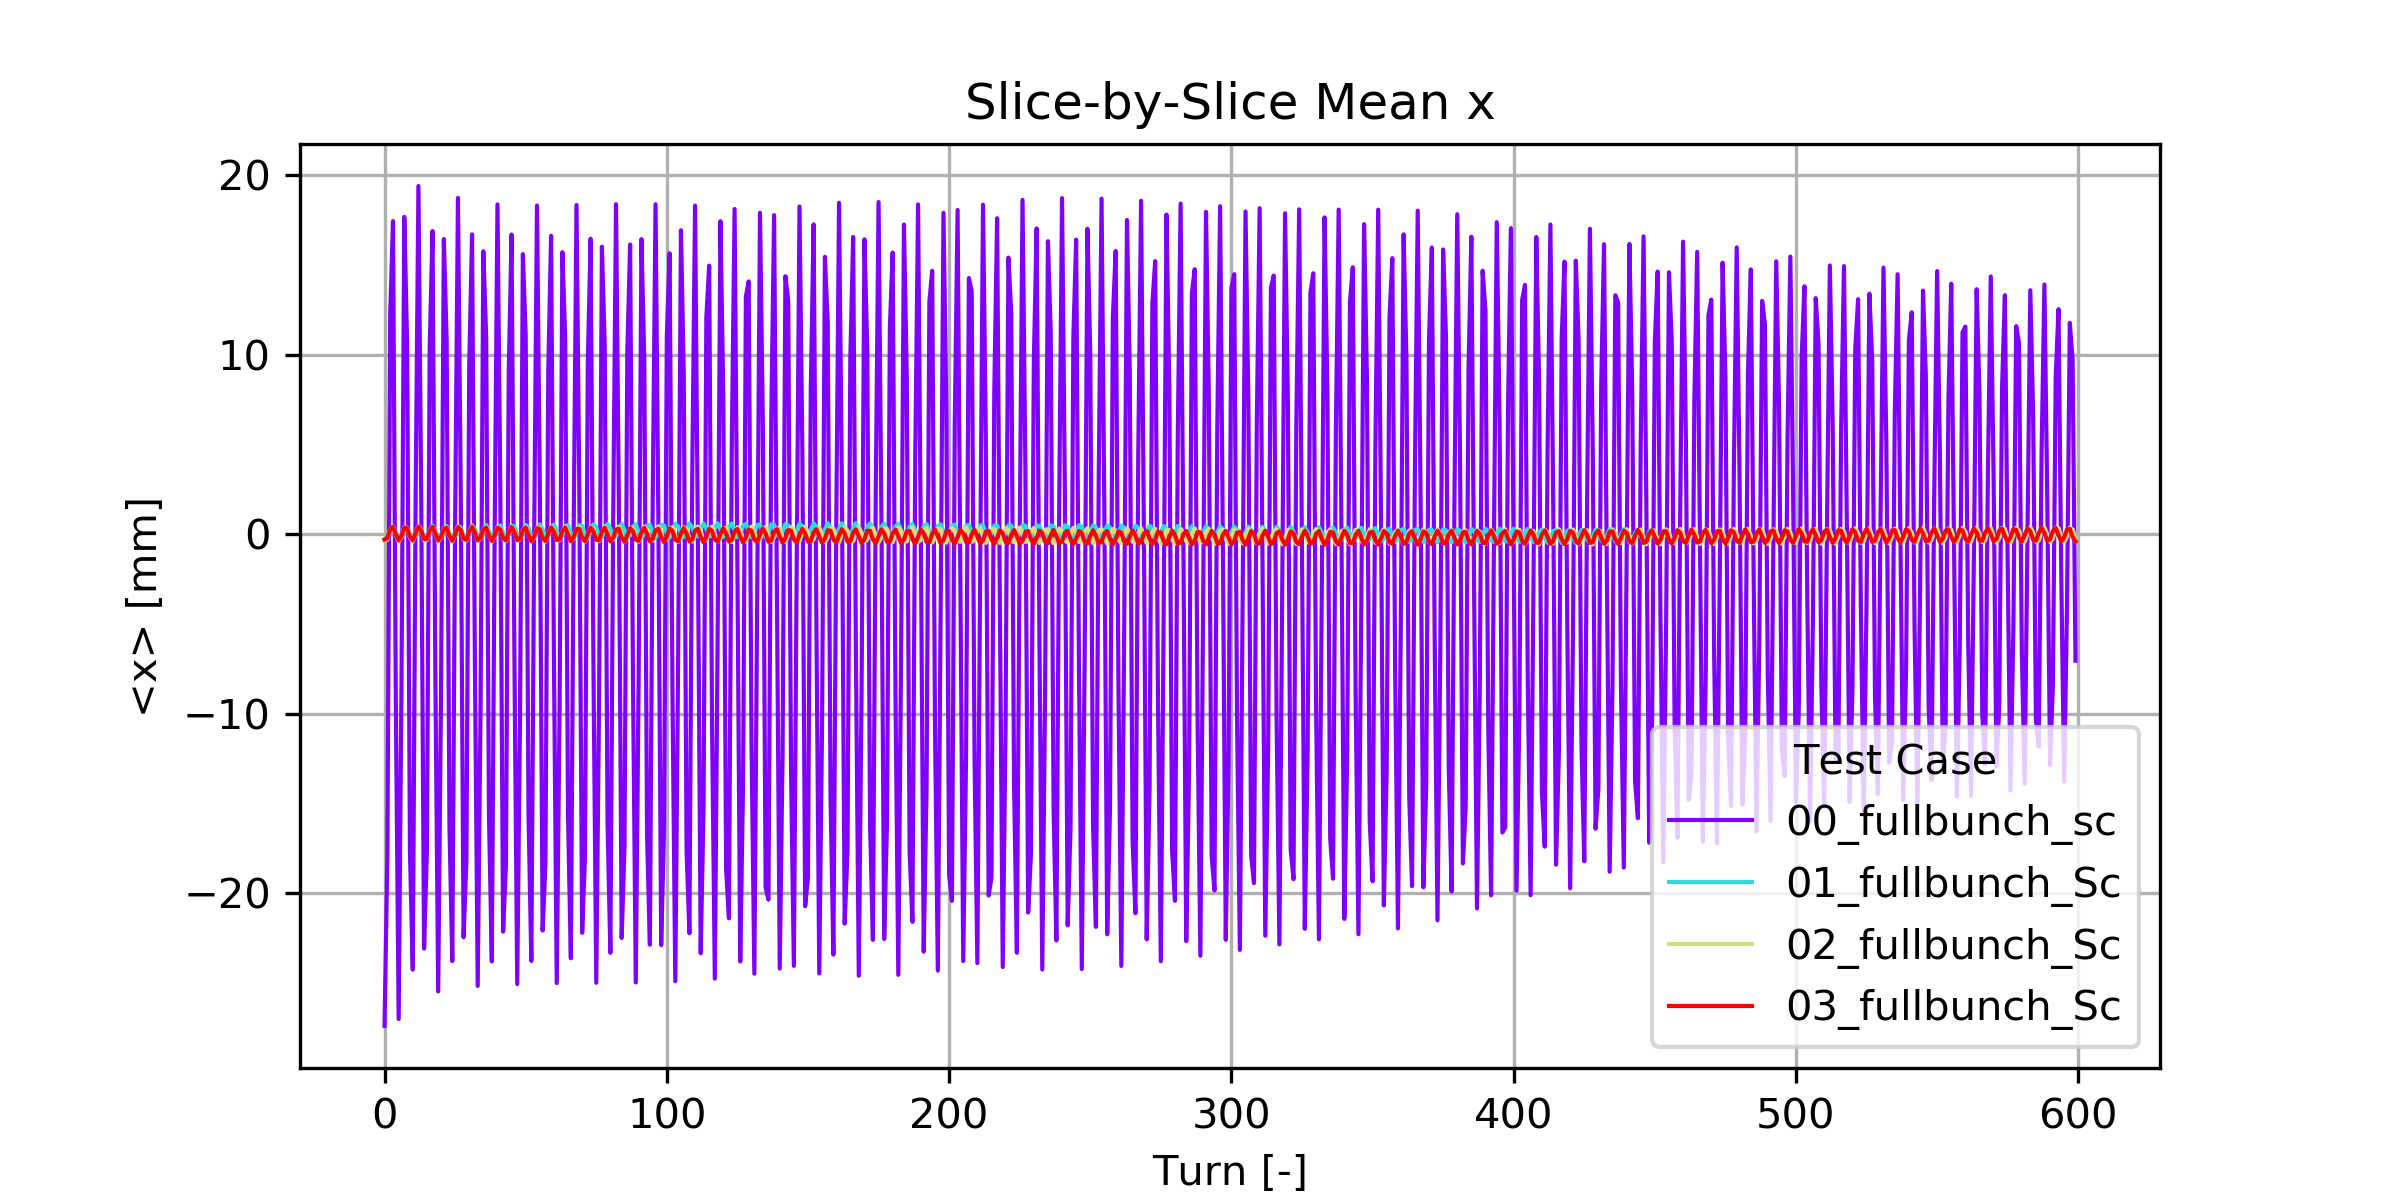 Slice-by-Slice Mean x
20
10
0
−10
−20
<x> [mm]
0 100 200 300 400 500 600
Turn [-]
Test Case
00_fullbunch_sc
01_fullbunch_Sc
02_fullbunch_Sc
03_fullbunch_Sc